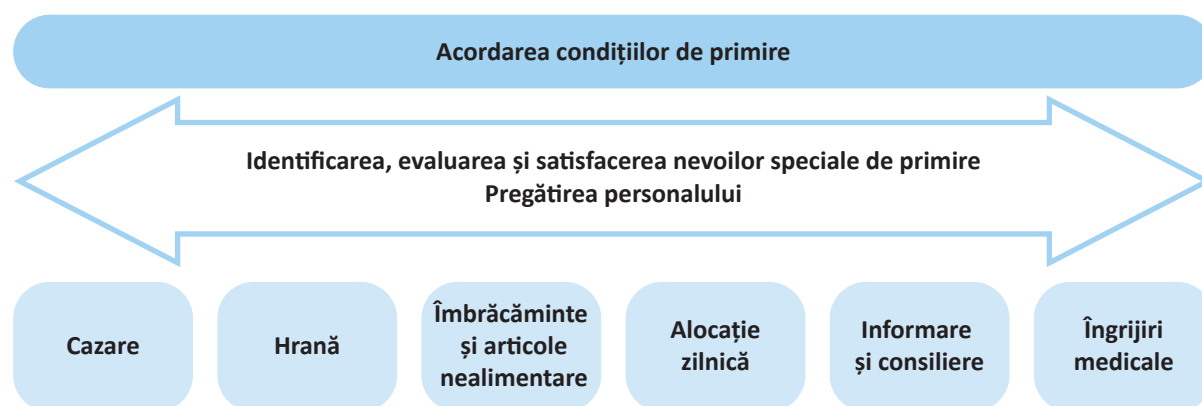 Acordarea condițiilor de primire
Identificarea, evaluarea și satisfacerea nevoilor speciale de primire
Pregătirea personalului
Cazare
Hrană
Îmbrăcăminte
și articole
nealimentare
Alocație
zilnică
Informare
și consiliere
Îngrijiri
medicale